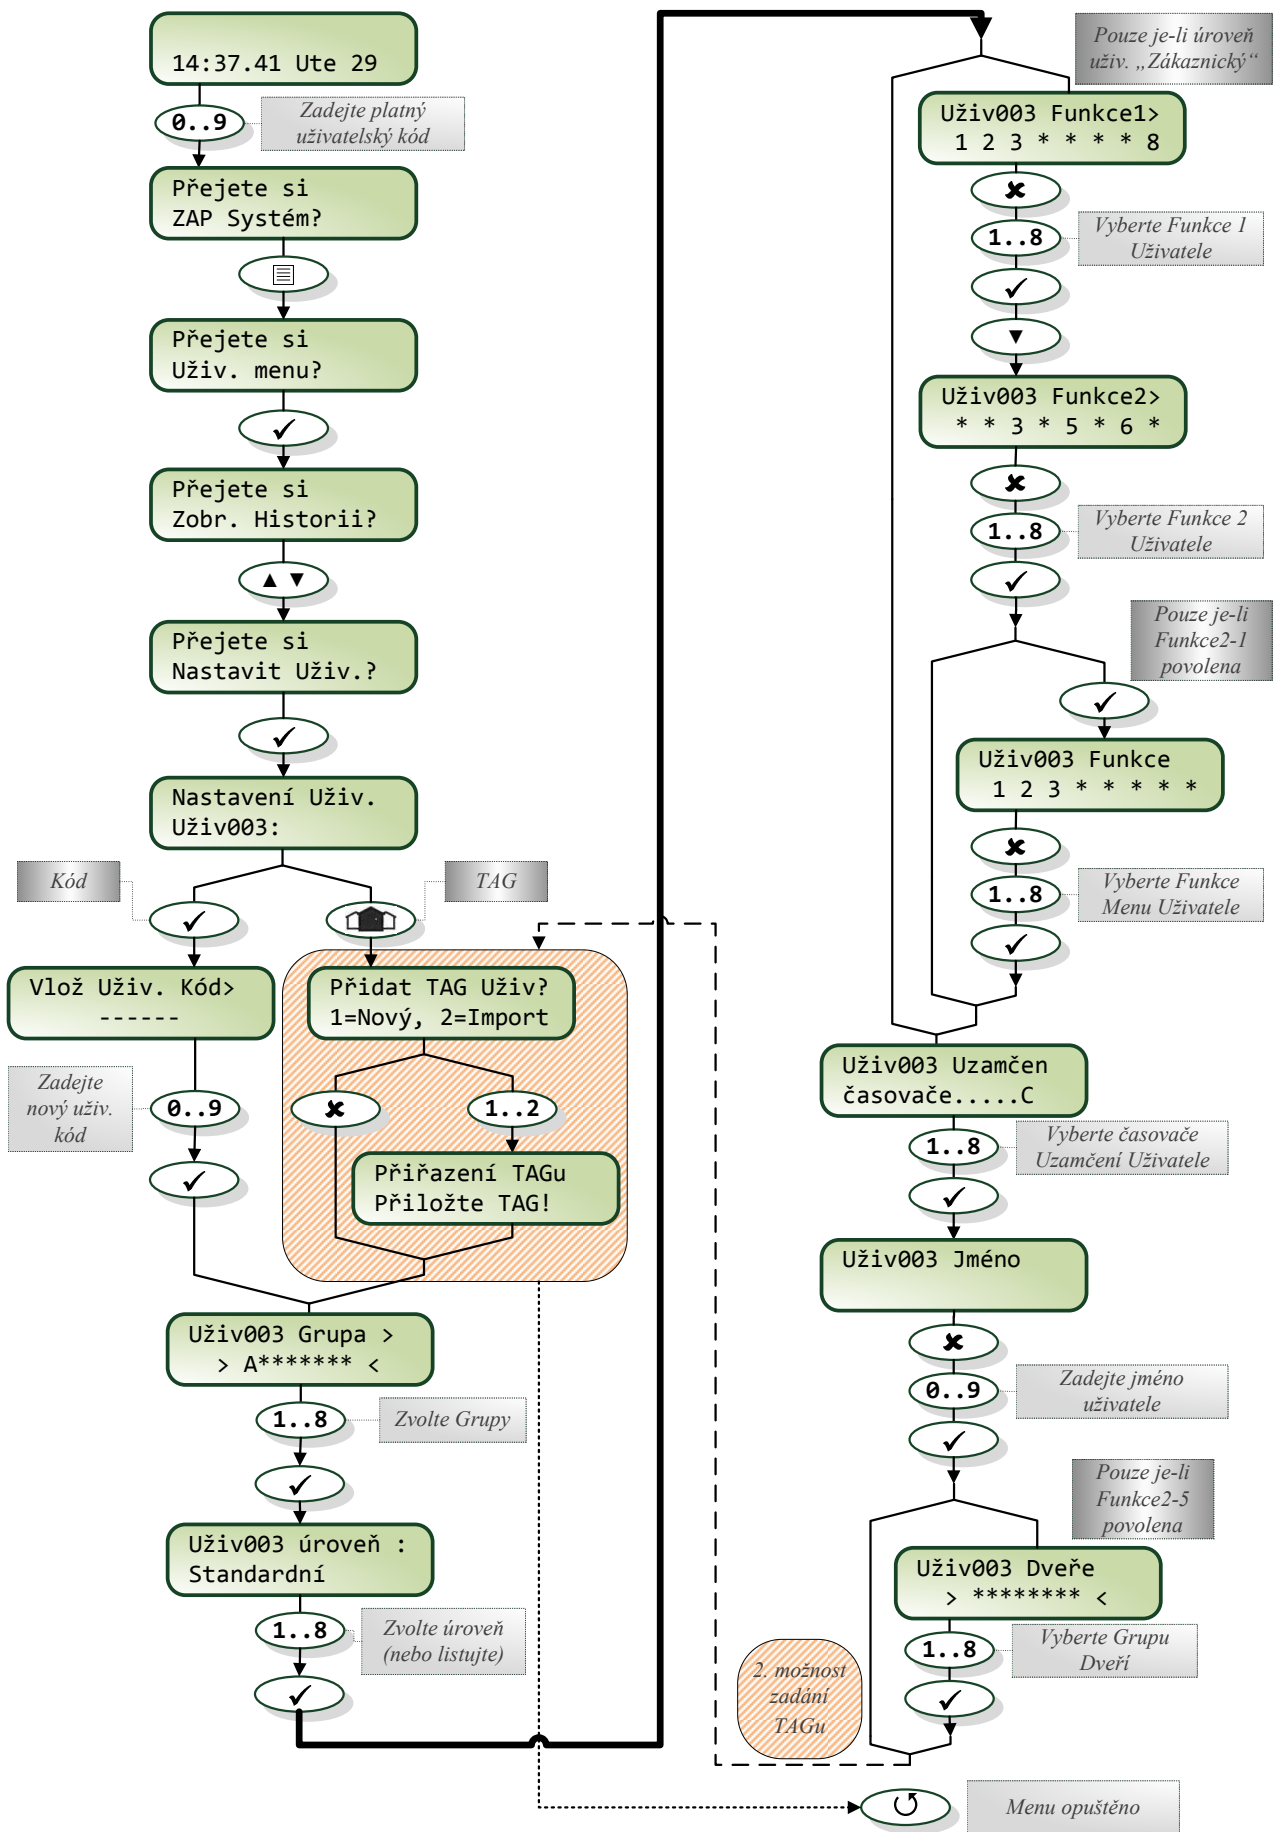 14:37.41 Ute 29
0..9
Zadejte platný
uživatelský kód
Přejete si
ZAP Systém?
Přejete si
Uživ. menu?
✓
Přejete si
Zobr. Historii?
▲ ▼
Přejete si
Nastavit Uživ.?
✓
Nastavení Uživ.
Uživ003:
Kód
✓
TAG
Vlož Uživ. Kód>
------
Zadejte
nový uživ.
kód
0..9
✓
Přidat TAG Uživ?
1=Nový, 2=Import
✘
1..2
Přiřazení TAGu
Přiložte TAG!
Uživ003 Grupa >
> A******* <
1..8
Zvolte Grupy
✓
Uživ003 úroveň :
Standardní
1..8
Zvolte úroveň
(nebo listujte)
✓
Pouze je-li úroveň
uživ. „Zákaznický“
Uživ003 Funkce1>
1 2 3 * * * * 8
✘
1..8
Vyberte Funkce 1
Uživatele
✓
▼
Uživ003 Funkce2>
* * 3 * 5 * 6 *
✘
1..8
Vyberte Funkce 2
Uživatele
✓
Pouze je-li
Funkce2-1
povolena
✓
Uživ003 Funkce
1 2 3 * * * * *
✘
1..8
Vyberte Funkce
Menu Uživatele
✓
Uživ003 Uzamčen
časovače.....C
1..8
Vyberte časovače
Uzamčení Uživatele
✓
Uživ003 Jméno
✘
0..9
Zadejte jméno
uživatele
✓
Pouze je-li
Funkce2-5
povolena
Uživ003 Dveře
> ******** <
1..8
Vyberte Grupu
Dveří
✓
2. možnost
zadání
TAGu
Menu opuštěno